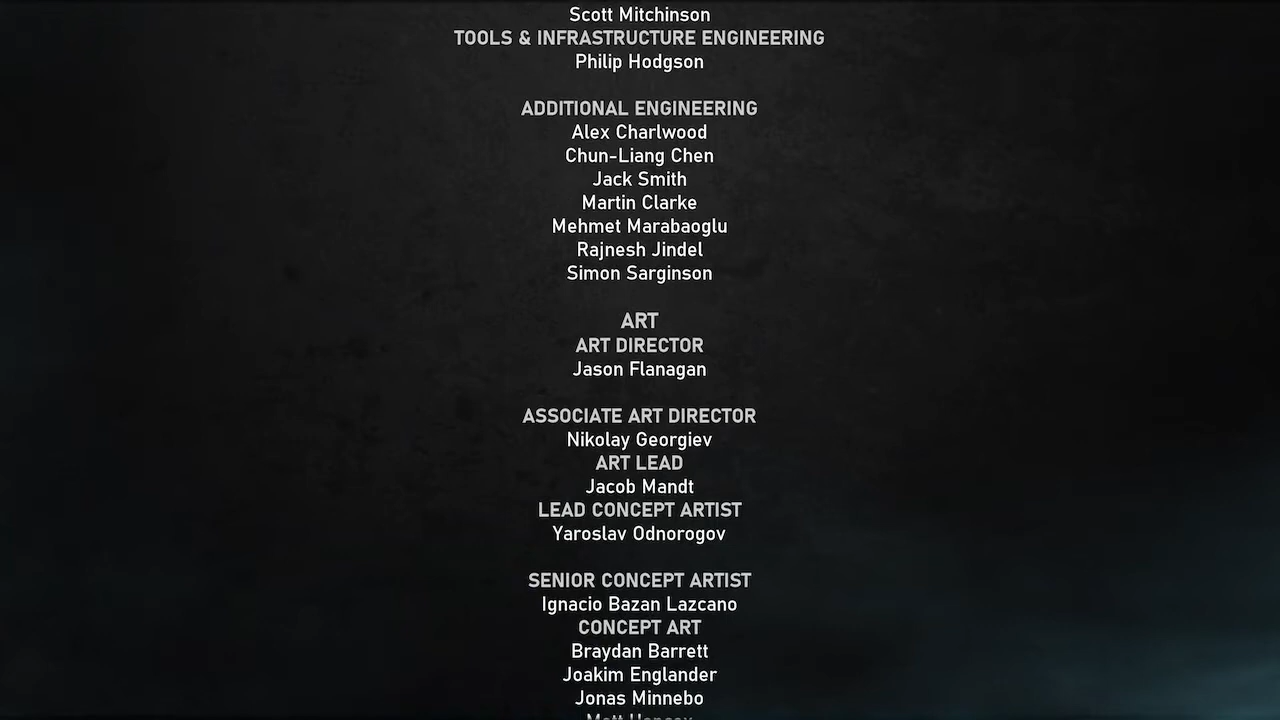 Scott Mitchinson
TOOLS & INFRASTRUCTURE ENGINEERING
Philip Hodgson
ADDITIONAL ENGINEERING
Alex Charlwood
Chun-Liang Chen
Jack Smith
Martin Clarke
Mehmet Marabaoglu
Rajnesh Jindel
Simon Sarginson
ART
ART DIRECTOR
Jason Flanagan
ASSOCIATE ART DIRECTOR
Nikolay Georgiev
ART LEAD
Jacob Mandt
LEAD CONCEPT ARTIST
Yaroslav Odnorogov
SENIOR CONCEPT ARTIST
Ignacio Bazan Lazcano
CONCEPT ART
Braydan Barrett
Joakim Englander
Jonas Minnebo